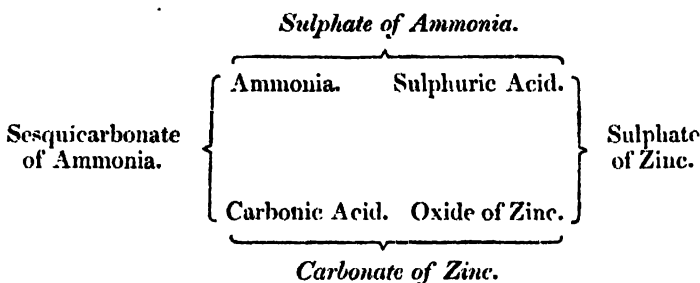 Sulphate of Ammonia.
Ammonia. Sulphuric Acid.
Sesquicarbonate
of Ammonia.
Sulphate
of Zinc.
Carbonic Acid. Oxide of Zinc.
Carbonate of Zinc.